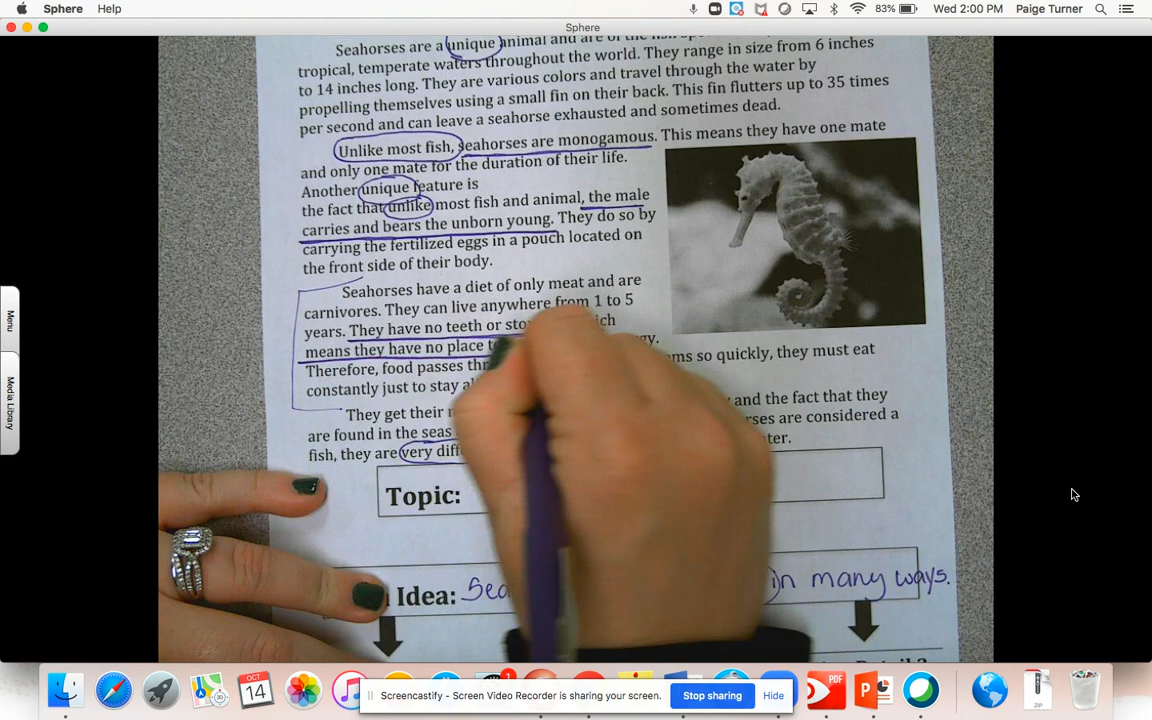 Sphere Help 83% Wed 2:00 PM Paige Turner
Sphere
Seahorses are a unique animal and are of the
tropical, temperate waters throughout the world. They range in size from 6 inches
to 14 inches long. They are various colors and travel through the water by
propelling themselves using a small fin on their back. This fin flutters up to 35 times
per second and can leave a seahorse exhausted and sometimes dead.
Unlike most fish, seahorses are monogamous. This means they have one mate
and only one mate for the duration of their life.
Another unique feature is
the fact that unlike most fish and animal, the male
carries and bears the unborn young. They do so by
carrying the fertilized eggs in a pouch located on
the front side of their body.
Seahorses have a diet of only meat and are
carnivores. They can live anywhere from 1 to 5
years. They have no teeth or
means they have no place
Therefore, food passes so quickly, they must eat
constantly just to stay
They get their and the fact that they
are found in the seas are considered a
fish, they are very
Topic:
Idea: in many ways.
Menu
Media Library
OCT
14
1
PDF
ZIP
Screencastify - Screen Video Recorder is sharing your screen. Stop sharing Hide